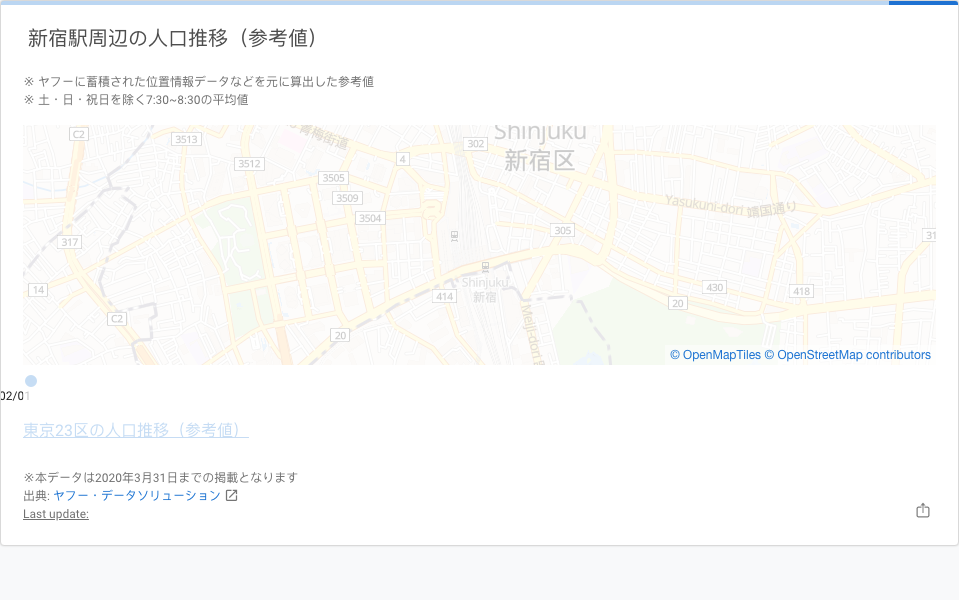 新宿駅周辺の人口推移（参考値）
※ ヤフーに蓄積された位置情報データなどを元に算出した参考値
※ 土・日・祝日を除く7:30~8:30の平均値
C2
3513
青梅街道
302
Shinjuku
新宿区
4
3512
3505
3509
3504
Yasukuni-dori 靖国通り
305
31
317
Shinjuku
新宿
14
414
430
418
20
C2
Meiji-dori
20
© OpenMapTiles © OpenStreetMap contributors
02/01
東京23区の人口推移（参考値）
※本データは2020年3月31日までの掲載となります
出典: ヤフー・データソリューション
Last update: